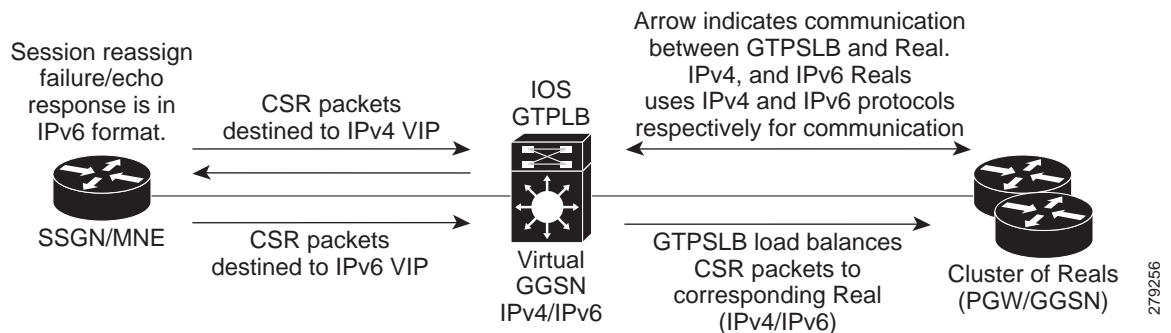 Session reassign
failure/echo
response is in
IPv6 format.
SSGN/MNE
CSR packets
destined to IPv4 VIP
CSR packets
destined to IPv6 VIP
IOS
GTPLB
Virtual
GGSN
IPv4/IPv6
Arrow indicates communication
between GTPSLB and Real.
IPv4, and IPv6 Reals
uses IPv4 and IPv6 protocols
respectively for communication
GTPSLB load balances
CSR packets to
corresponding Real
(IPv4/IPv6)
Cluster of Reals
(PGW/GGSN)
279256